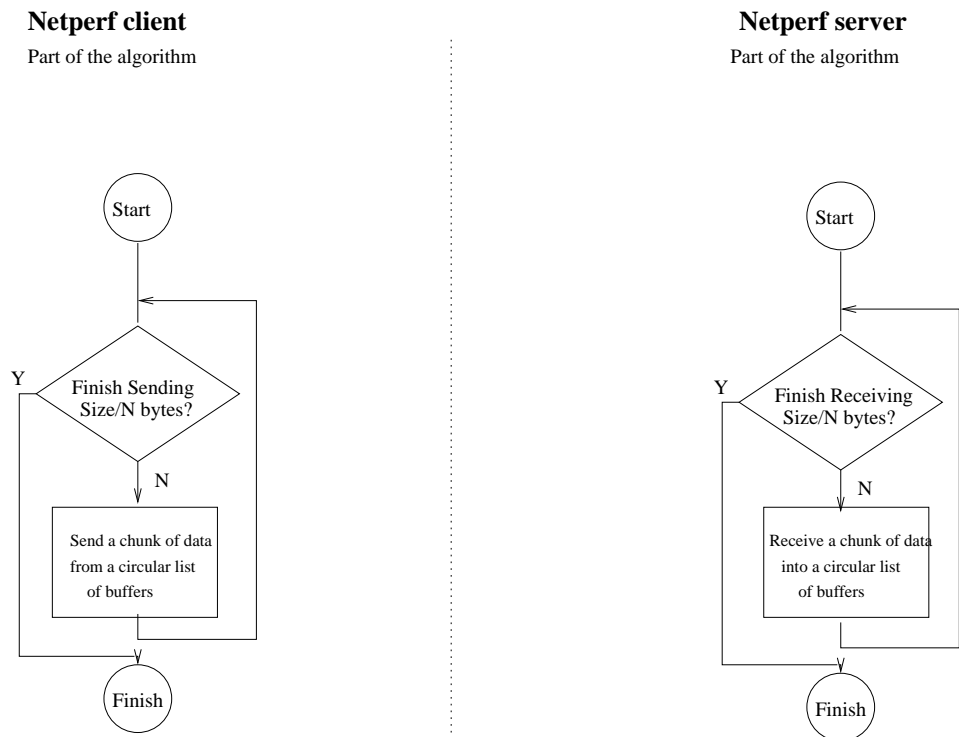 Netperf client
Part of the algorithm
Start
Y
Finish Sending
Size/N bytes?
N
Send a chunk of data
from a circular list
of buffers
Finish
Netperf server
Part of the algorithm
Start
Y
Finish Receiving
Size/N bytes?
N
Receive a chunk of data
into a circular list
of buffers
Finish